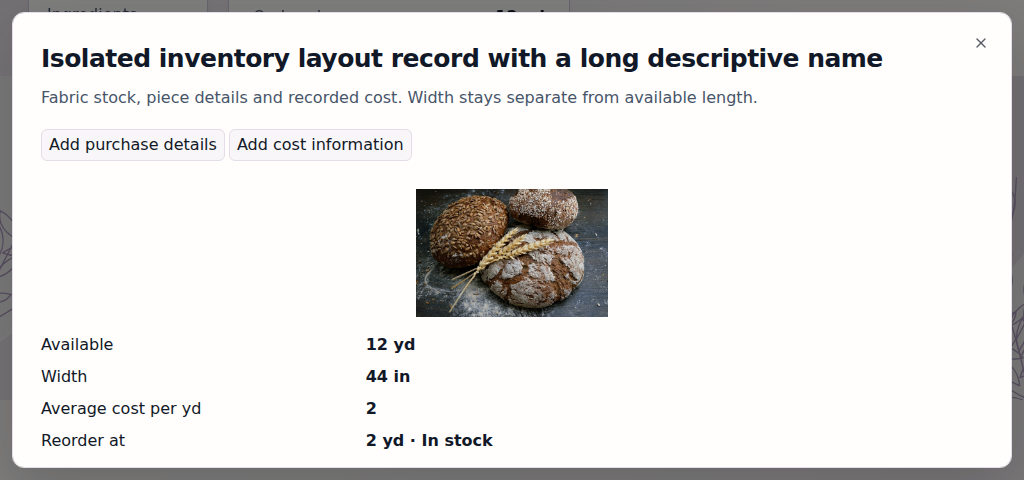 Isolated inventory layout record with a long descriptive name
Fabric stock, piece details and recorded cost. Width stays separate from available length.
Add purchase details
Add cost information
Available 12 yd
Width 44 in
Average cost per yd 2
Reorder at 2 yd · In stock